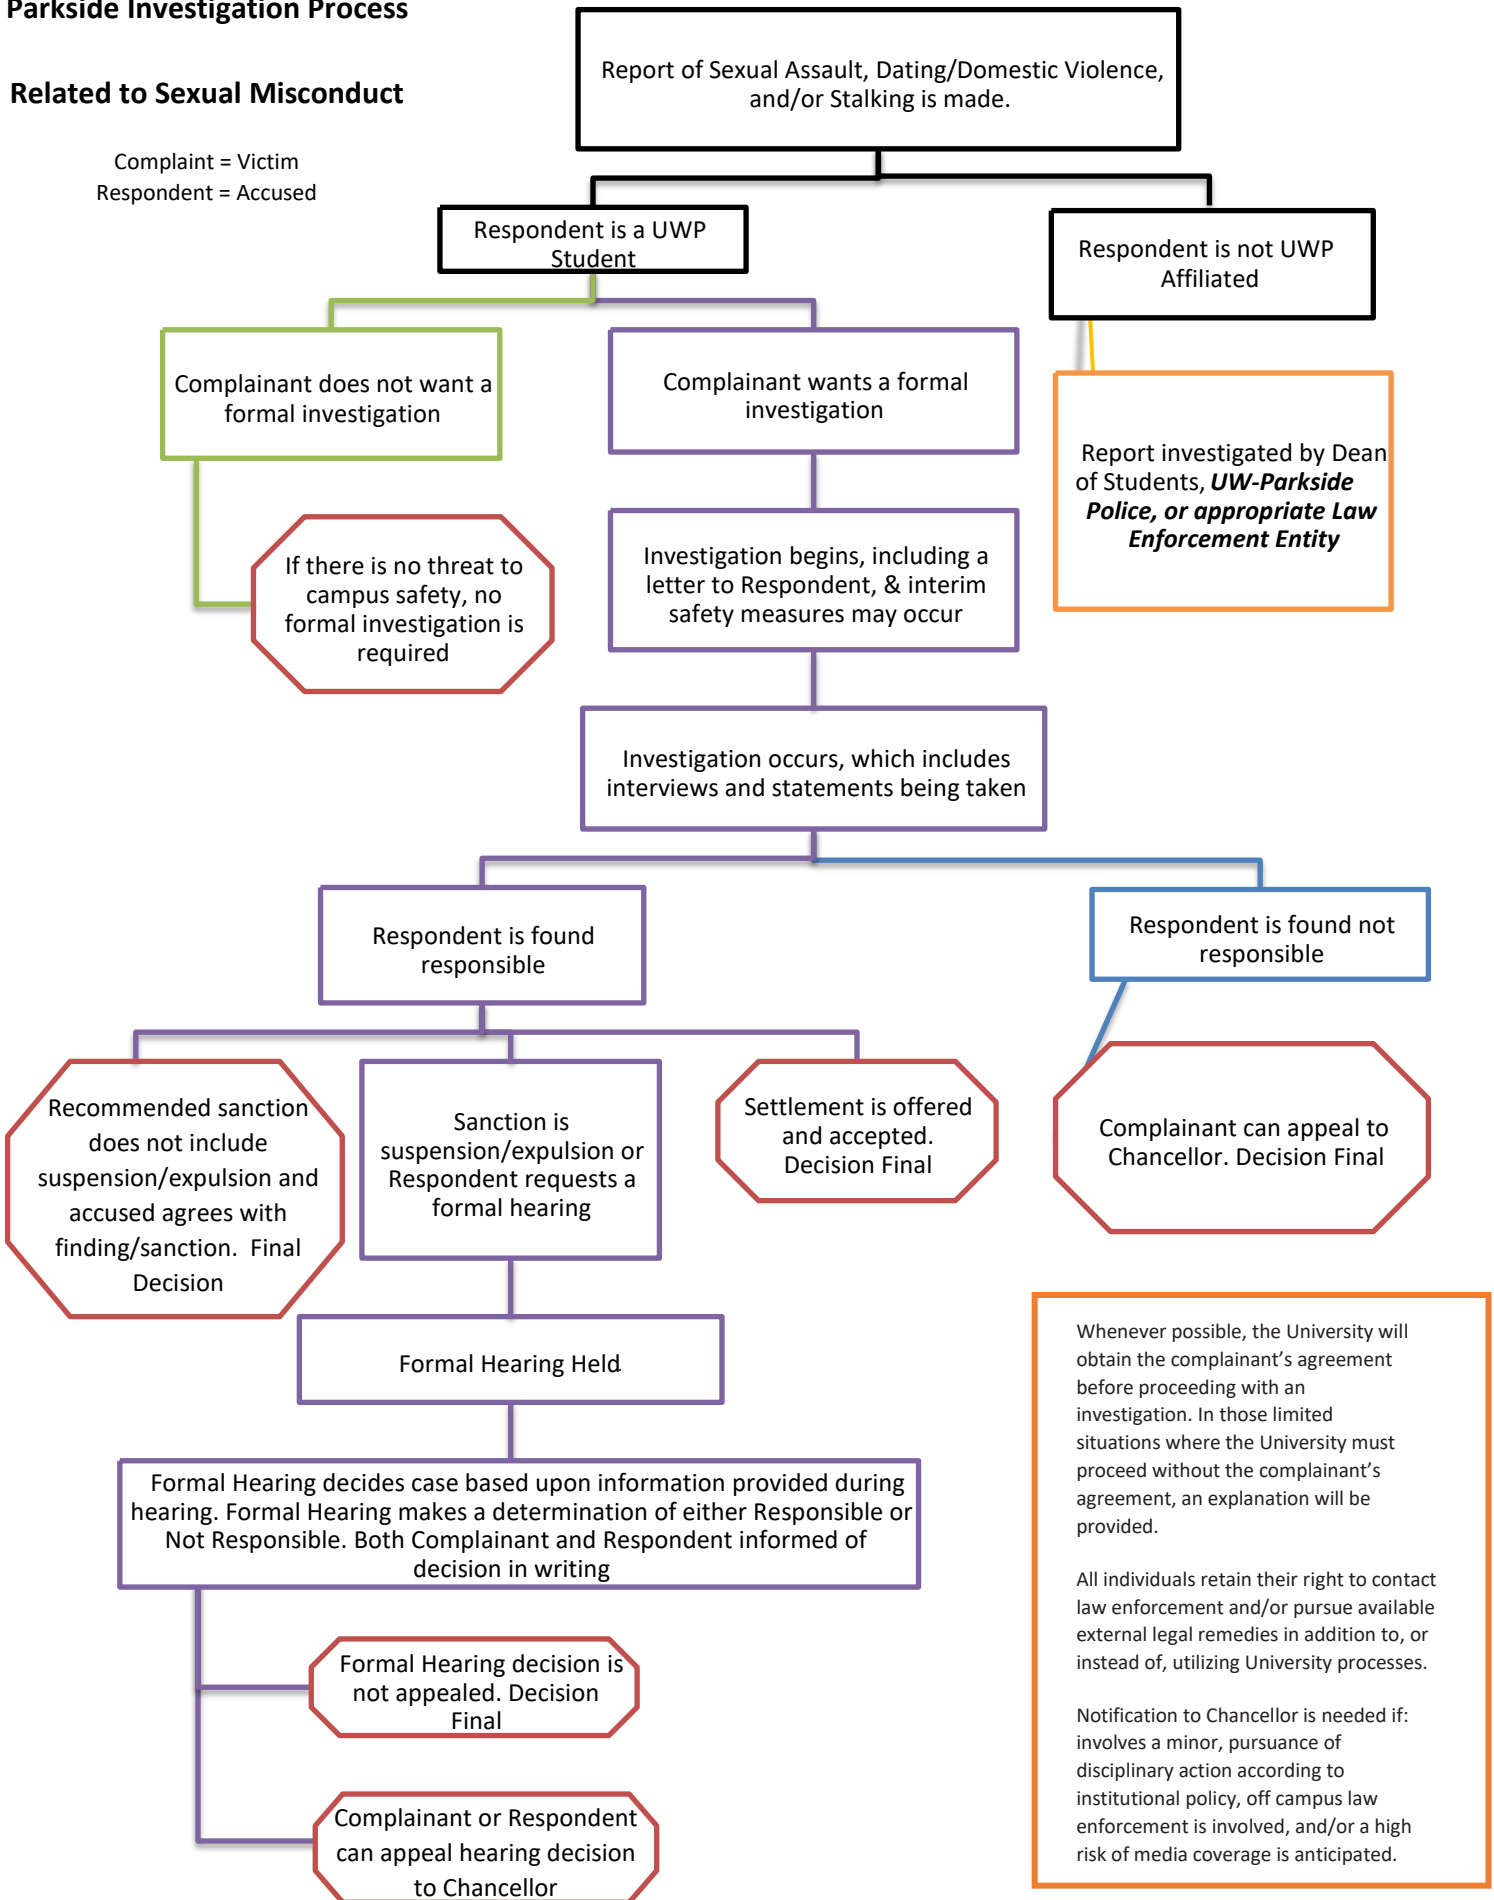 Parkside Investigation Process
Related to Sexual Misconduct
Complaint = Victim
Respondent = Accused
Report of Sexual Assault, Dating/Domestic Violence,
and/or Stalking is made.
Respondent is a UWP
Student
Respondent is not UWP
Affiliated
Complainant does not want a
formal investigation
Complainant wants a formal
investigation
Report investigated by Dean
of Students, UW-Parkside
Police, or appropriate Law
Enforcement Entity
If there is no threat to
campus safety, no
formal investigation is
required
Investigation begins, including a
letter to Respondent, & interim
safety measures may occur
Investigation occurs, which includes
interviews and statements being taken
Respondent is found
responsible
Respondent is found not
responsible
Recommended sanction
does not include
suspension/expulsion and
accused agrees with
finding/sanction.  Final
Decision
Sanction is
suspension/expulsion or
Respondent requests a
formal hearing
Settlement is offered
and accepted.
Decision Final
Complainant can appeal to
Chancellor. Decision Final
Formal Hearing Held
Formal Hearing decides case based upon information provided during
hearing. Formal Hearing makes a determination of either Responsible or
Not Responsible. Both Complainant and Respondent informed of
decision in writing
Formal Hearing decision is
not appealed. Decision
Final
Complainant or Respondent
can appeal hearing decision
to Chancellor
Whenever possible, the University will
obtain the complainant’s agreement
before proceeding with an
investigation. In those limited
situations where the University must
proceed without the complainant’s
agreement, an explanation will be
provided.
All individuals retain their right to contact
law enforcement and/or pursue available
external legal remedies in addition to, or
instead of, utilizing University processes.
Notification to Chancellor is needed if:
involves a minor, pursuance of
disciplinary action according to
institutional policy, off campus law
enforcement is involved, and/or a high
risk of media coverage is anticipated.